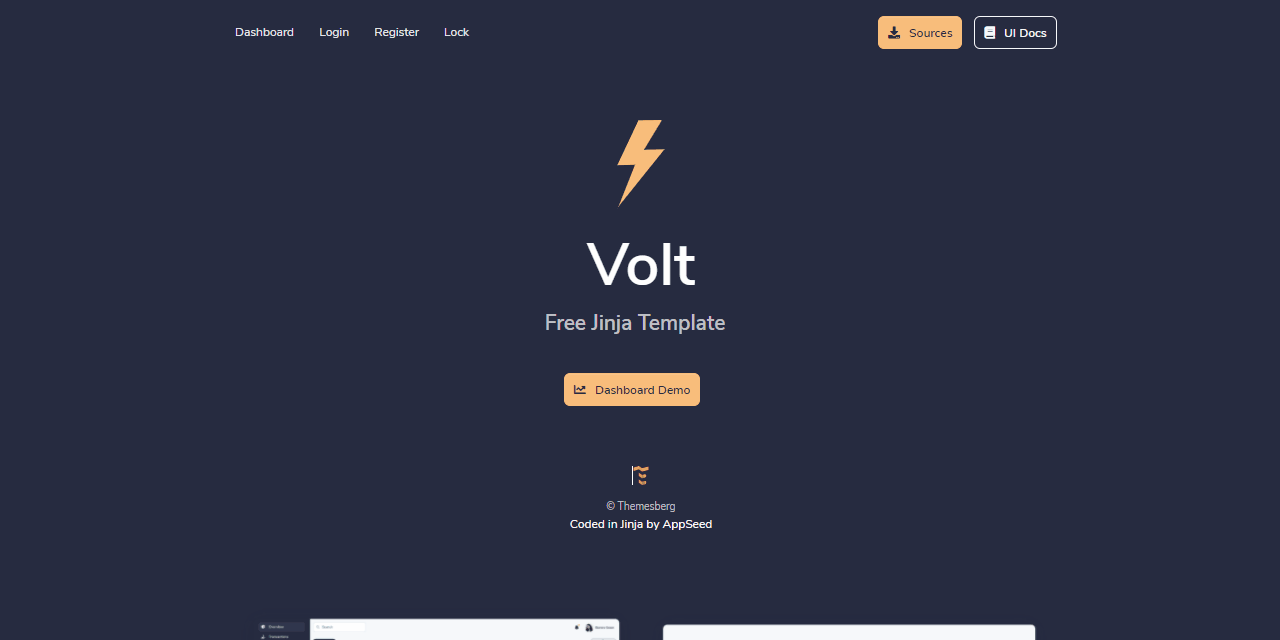 Dashboard Login Register Lock Sources UI Docs
Volt
Free Jinja Template
Dashboard Demo
© Themesberg
Coded in Jinja by AppSeed
Search